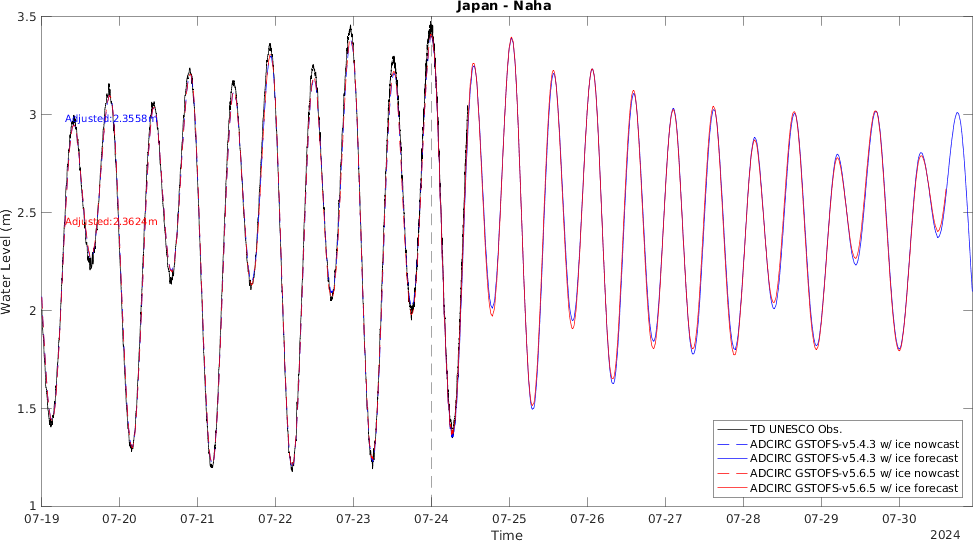 Japan - Naha
3.5
3
2.5
2
1.5
1
Water Level (m)
Adjusted:2.3558m
Adjusted:2.3624m
TD UNESCO Obs.
ADCIRC GSTOFS-v5.4.3 w/ ice nowcast
ADCIRC GSTOFS-v5.4.3 w/ ice forecast
ADCIRC GSTOFS-v5.6.5 w/ ice nowcast
ADCIRC GSTOFS-v5.6.5 w/ ice forecast
07-19 07-20 07-21 07-22 07-23 07-24 07-25 07-26 07-27 07-28 07-29 07-30
Time
2024